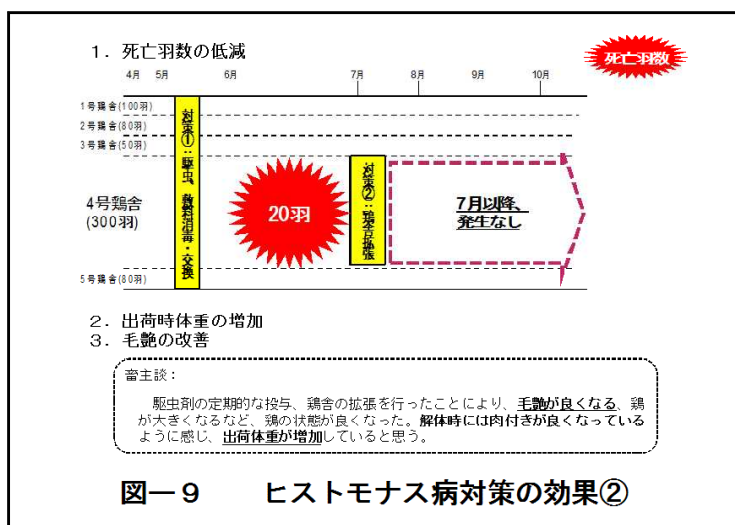 1. 死亡羽数の低減
死亡羽数
4月 5月 6月 7月 8月 9月 10月
1号鶏舎(100羽)
2号鶏舎(80羽)
3号鶏舎(50羽)
4号鶏舎
(300羽)
5号鶏舎(80羽)
対策①:駆虫、敷料消毒・交換
20羽
対策②:鶏舎拡張
7月以降、
発生なし
2. 出荷時体重の増加
3. 毛艶の改善
畜主談:
駆虫剤の定期的な投与、鶏舎の拡張を行ったことにより、毛艶が良くなる、鶏
が大きくなるなど、鶏の状態が良くなった。解体時には肉付きが良くなっている
ように感じ、出荷体重が増加していると思う。
図-9 ヒストモナス病対策の効果②